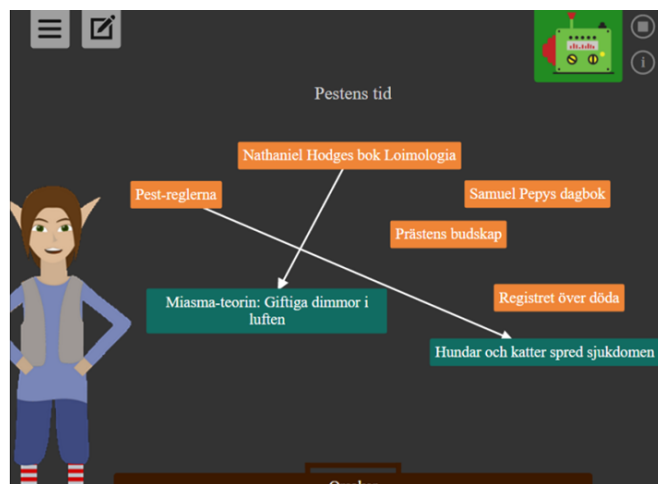 Pestens tid
Nathaniel Hodges bok Loimologia
Pest-reglerna
Samuel Pepys dagbok
Prästens budskap
Registret över döda
Miasma-teorin: Giftiga dimmor i
luften
Hundar och katter spred sjukdomen